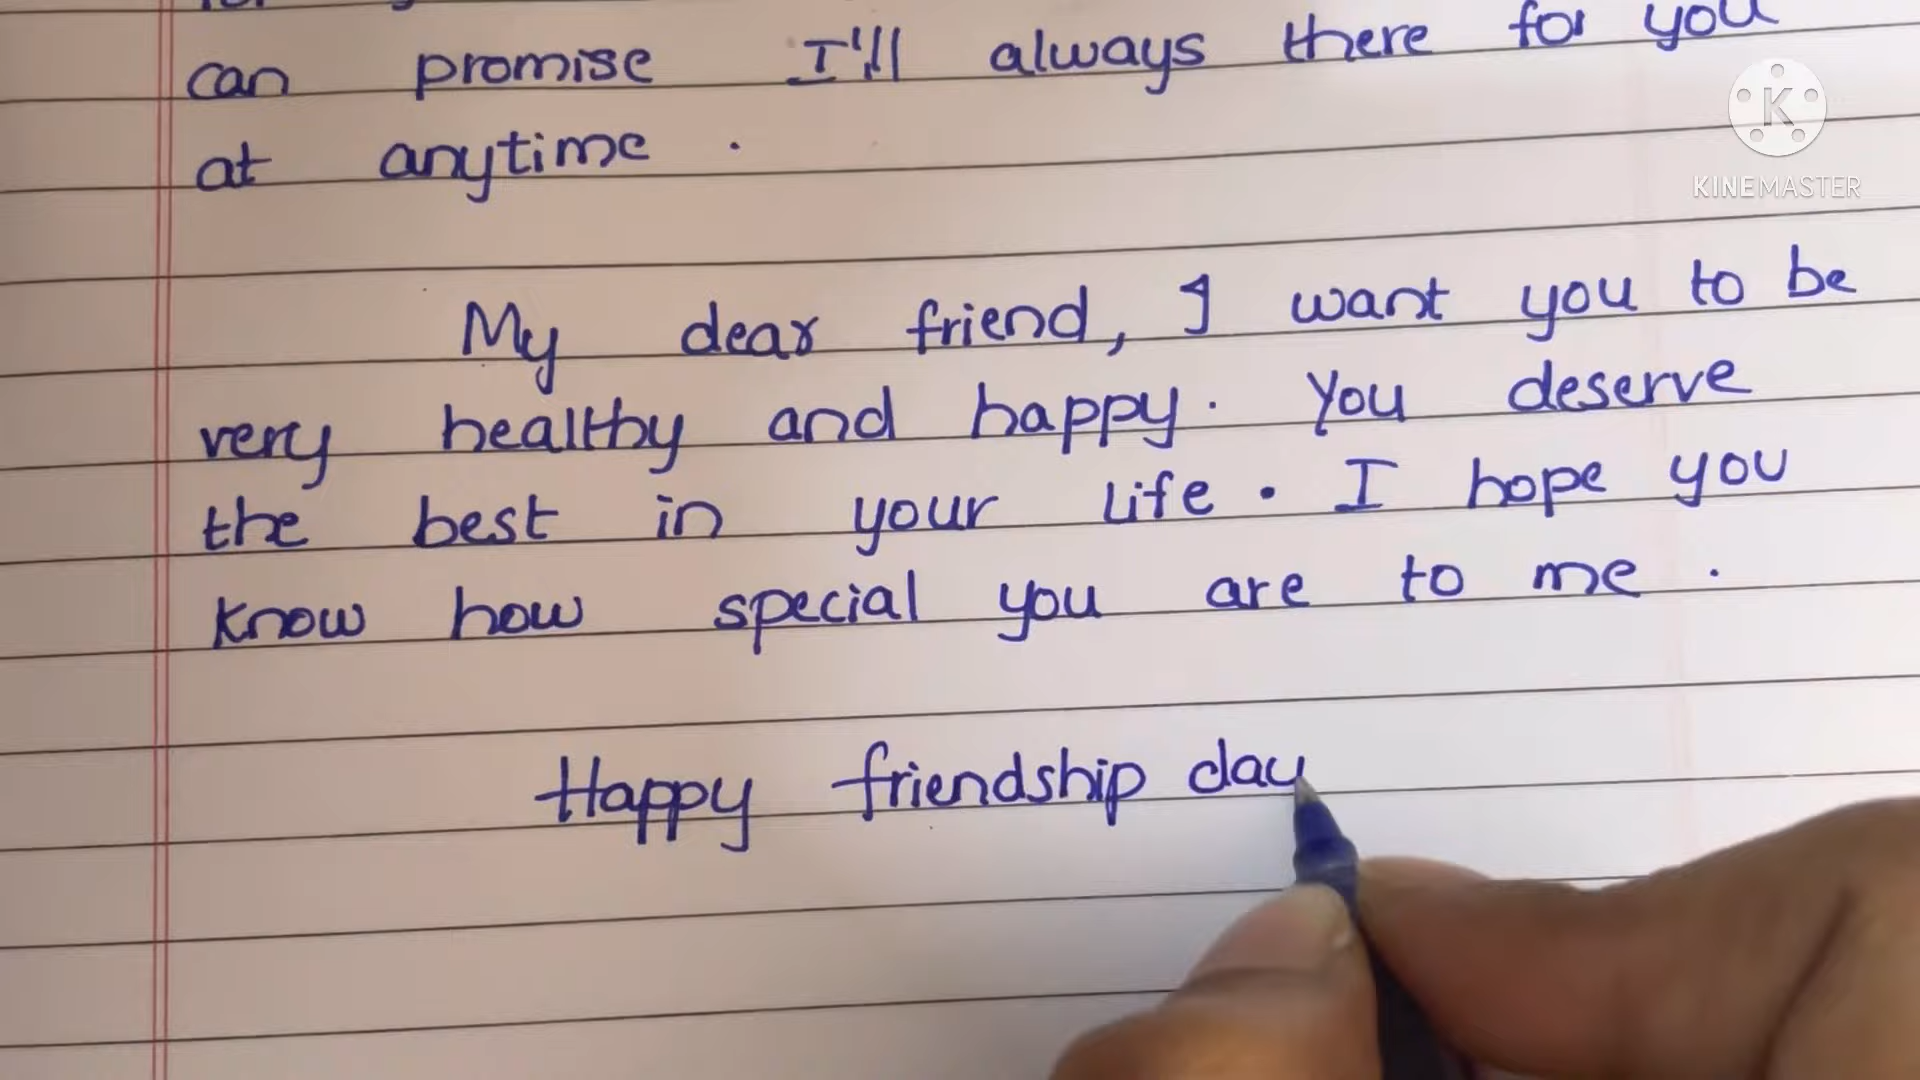 can promise I'll always there for you
at anytime .
My dear friend, I want you to be
very healthy and happy. You deserve
the best in your life. I hope you
know how special you are to me.
Happy friendship day
KINEMASTER